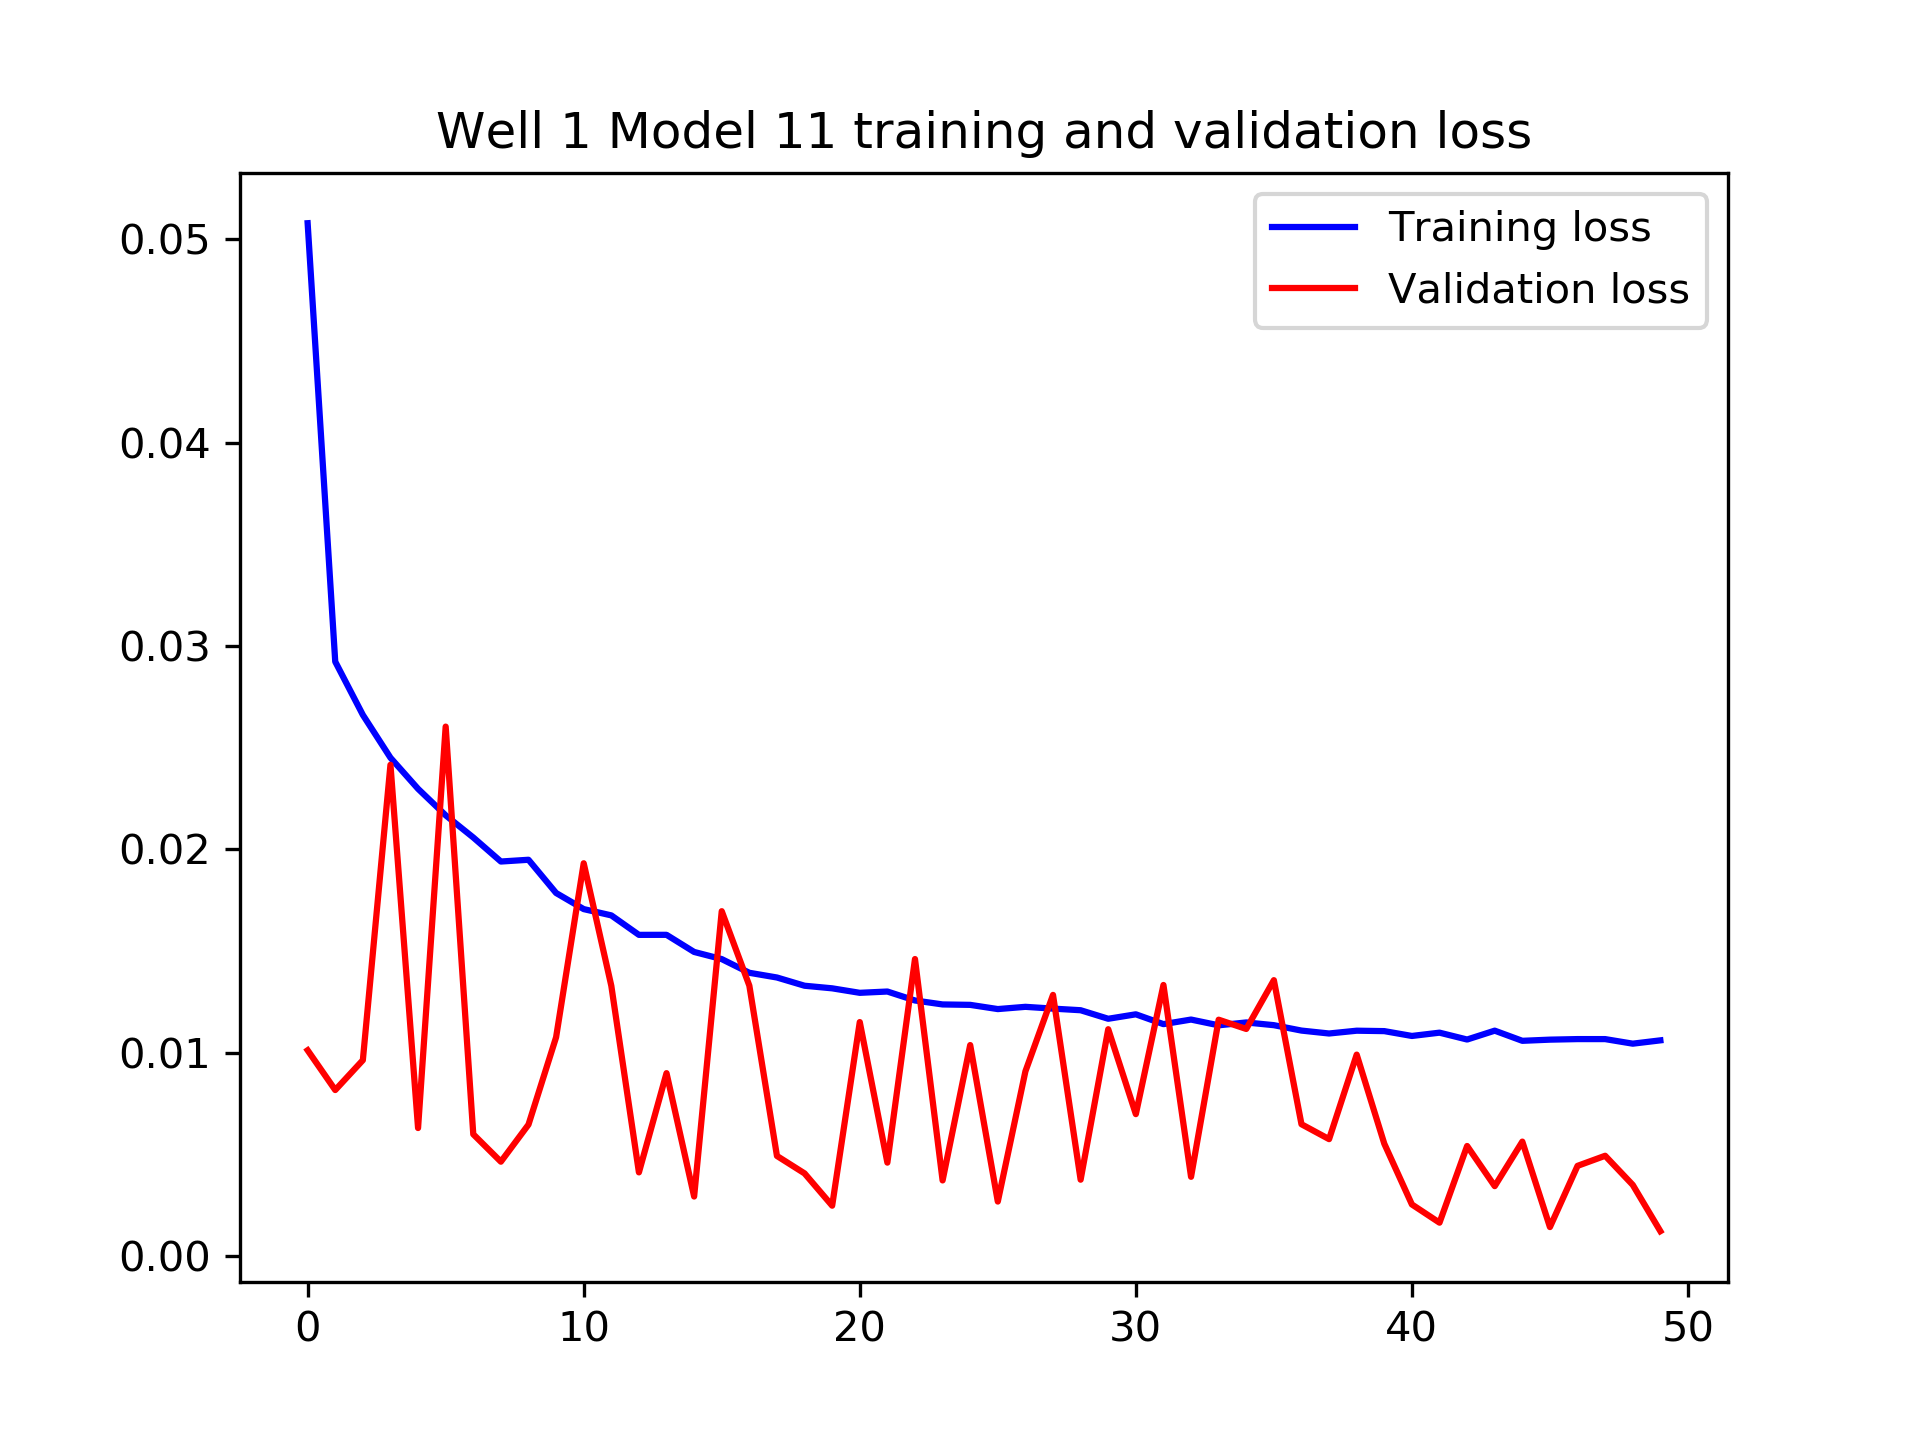 Well 1 Model 11 training and validation loss
Training loss
Validation loss
0.05
0.04
0.03
0.02
0.01
0.00
0 10 20 30 40 50